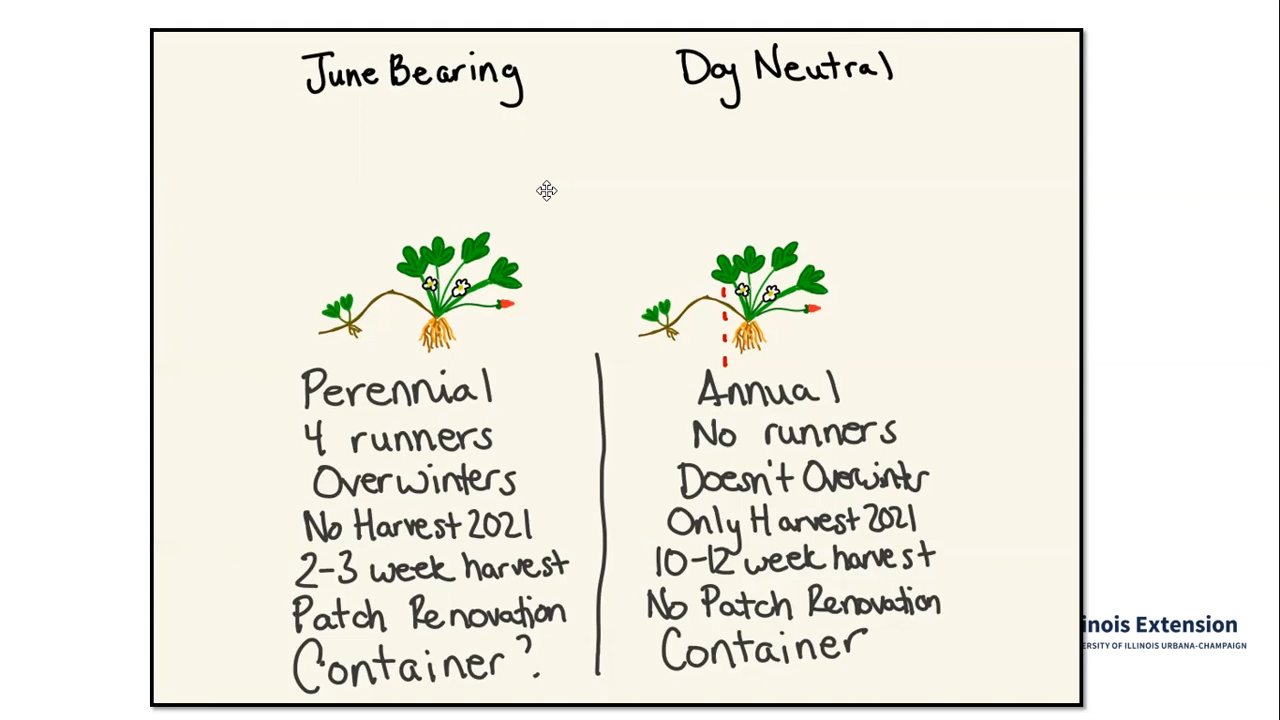 June Bearing
Day Neutral
Perennial
4 runners
Overwinters
No Harvest 2021
2-3 week harvest
Patch Renovation
Container?
Annual
No runners
Doesn't Overwinter
Only Harvest 2021
10-12 week harvest
No Patch Renovation
Container
inois Extension
ERSITY OF ILLINOIS URBANA-CHAMPAIGN